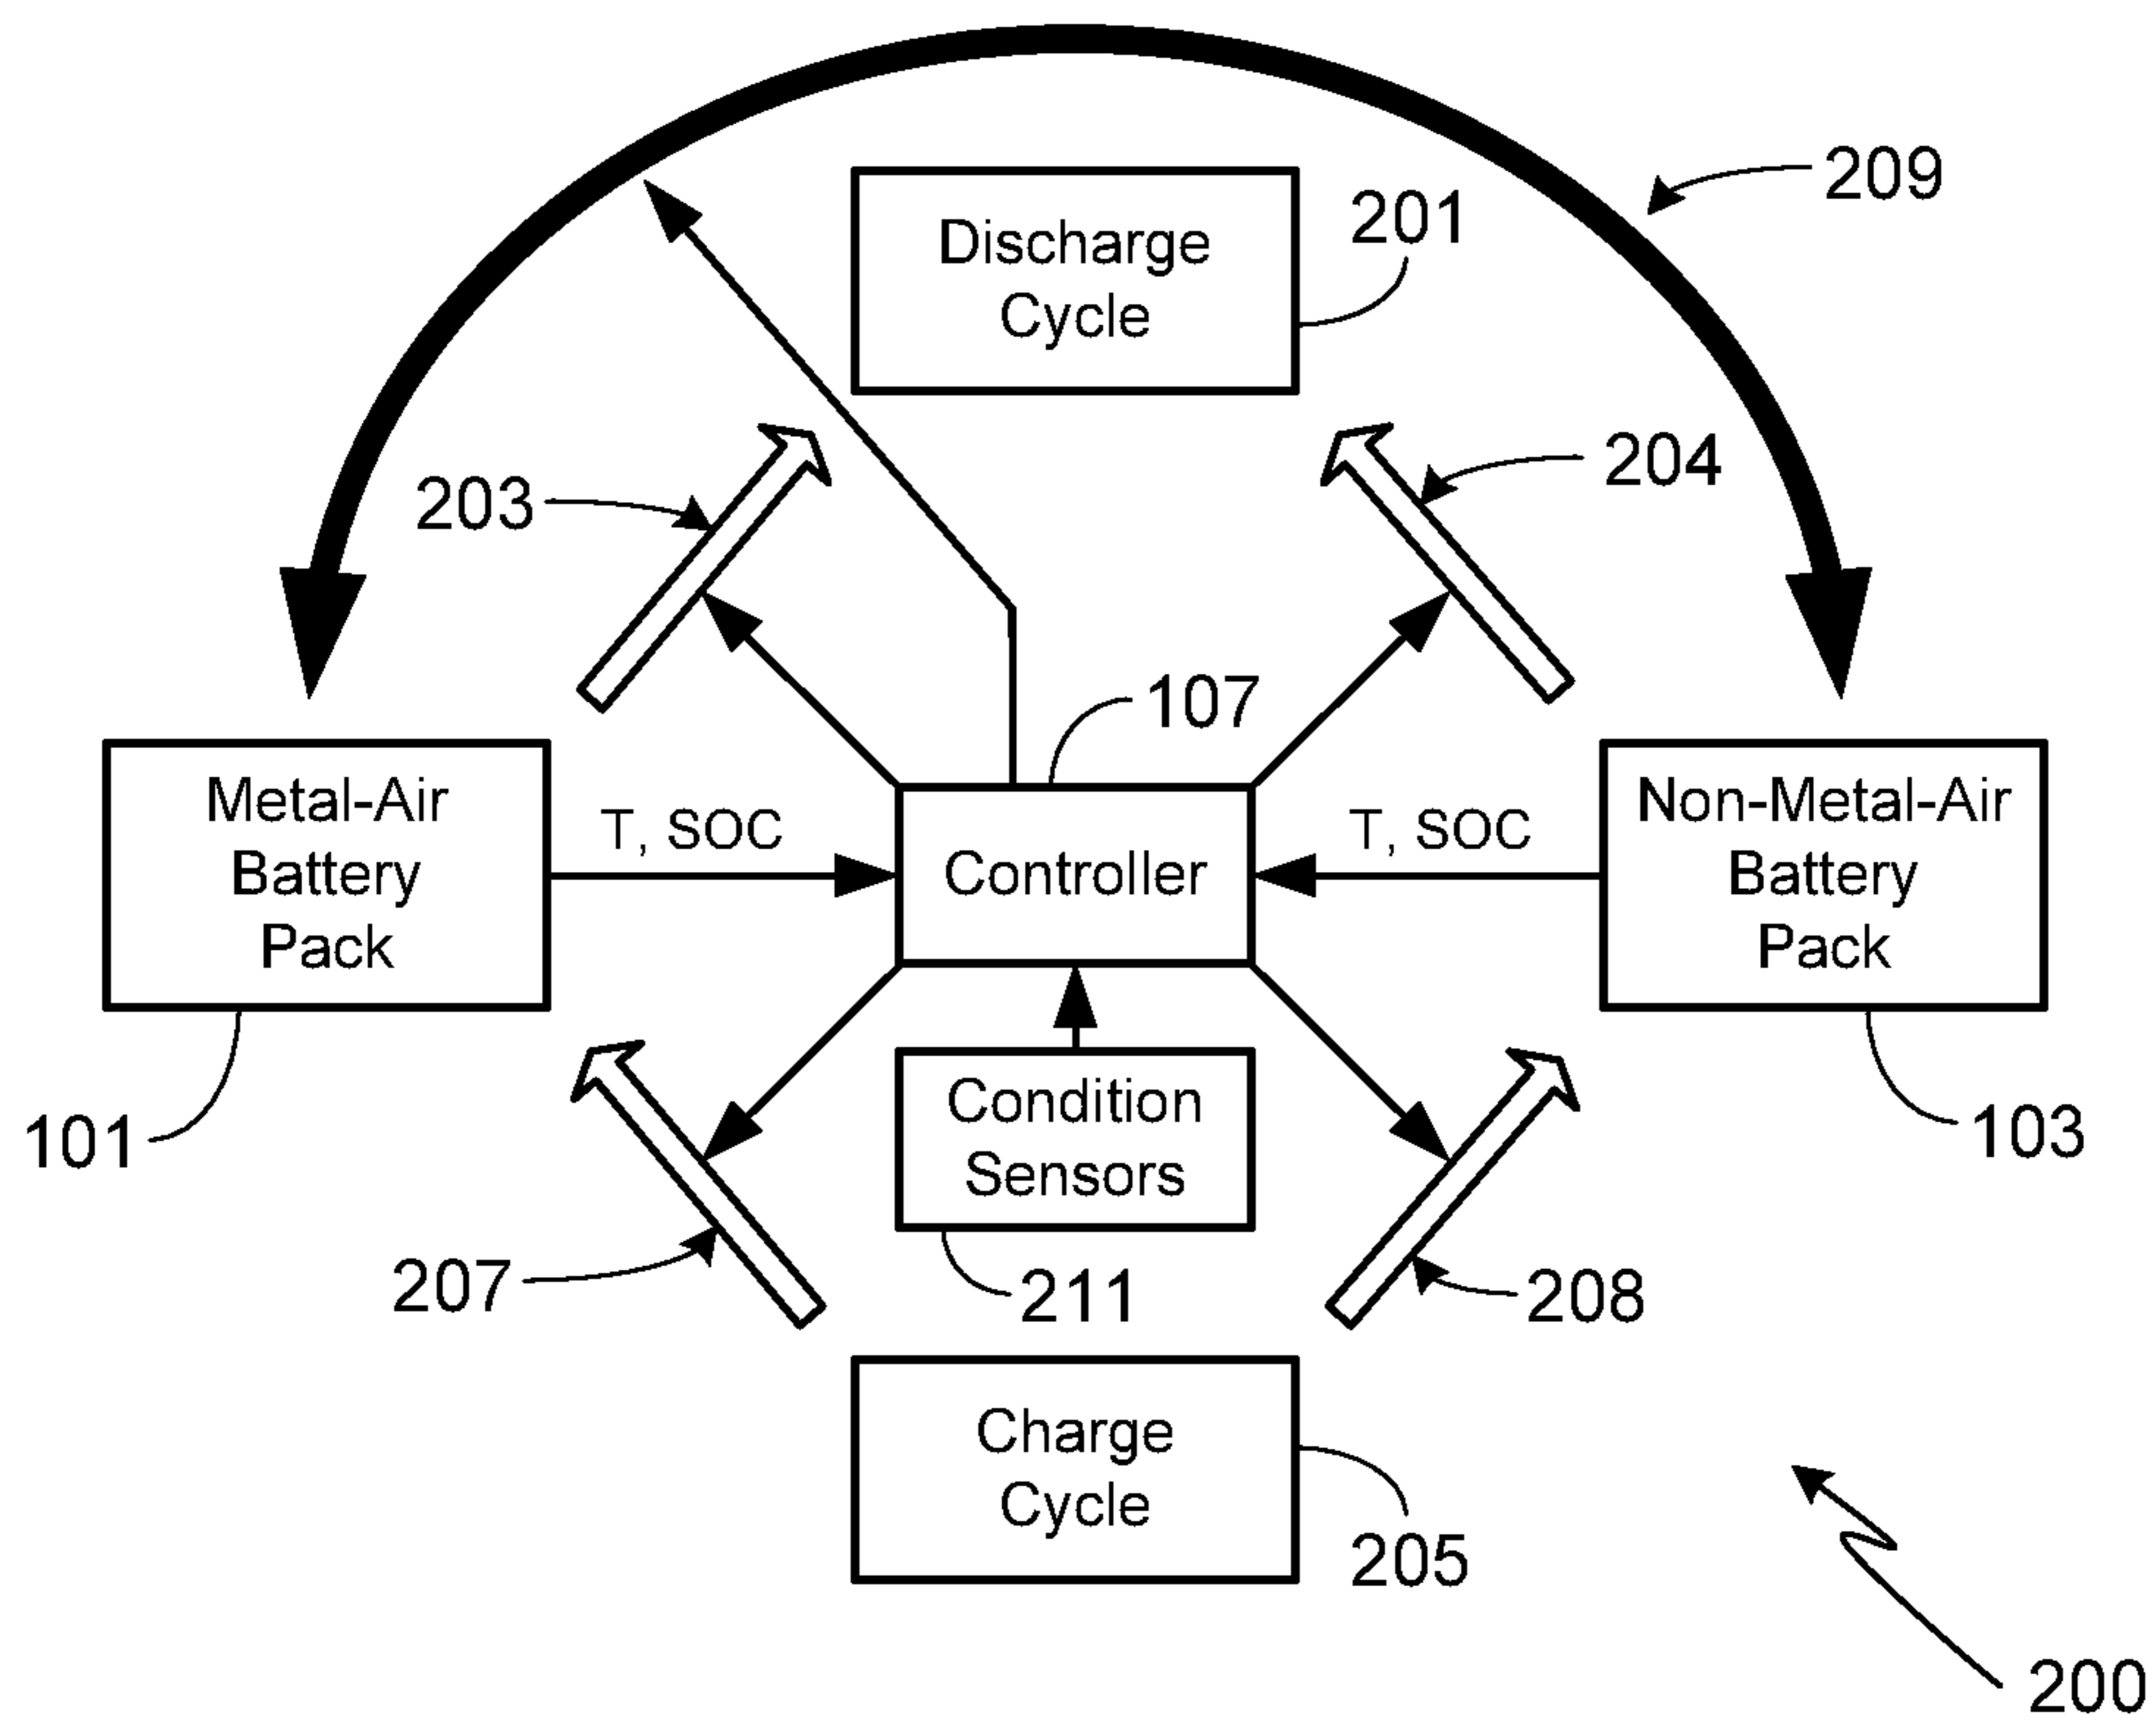 209
201
Discharge
Cycle
203
204
107
Metal-Air
Battery
Pack
T, SOC
Controller
T, SOC
Non-Metal-Air
Battery
Pack
101
Condition
Sensors
103
207
211
208
Charge
Cycle
205
200